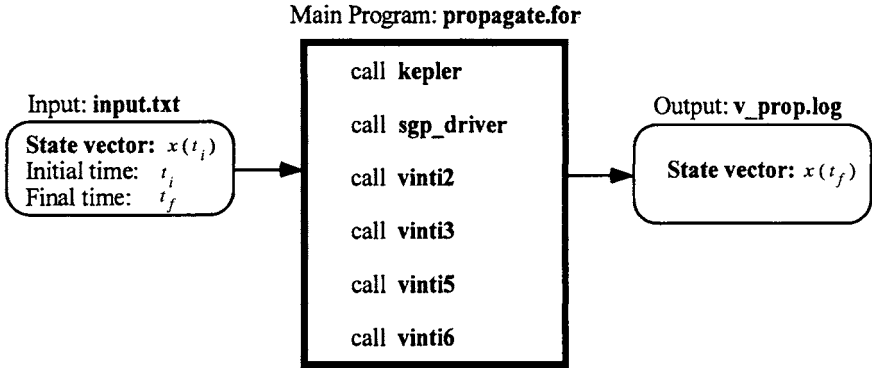 Main Program: propagate.for
call kepler
call sgp_driver
call vinti2
call vinti3
call vinti5
call vinti6
Input: input.txt
State vector: x(t_i)
Initial time: t_i
Final time: t_f
Output: v_prop.log
State vector: x(t_f)